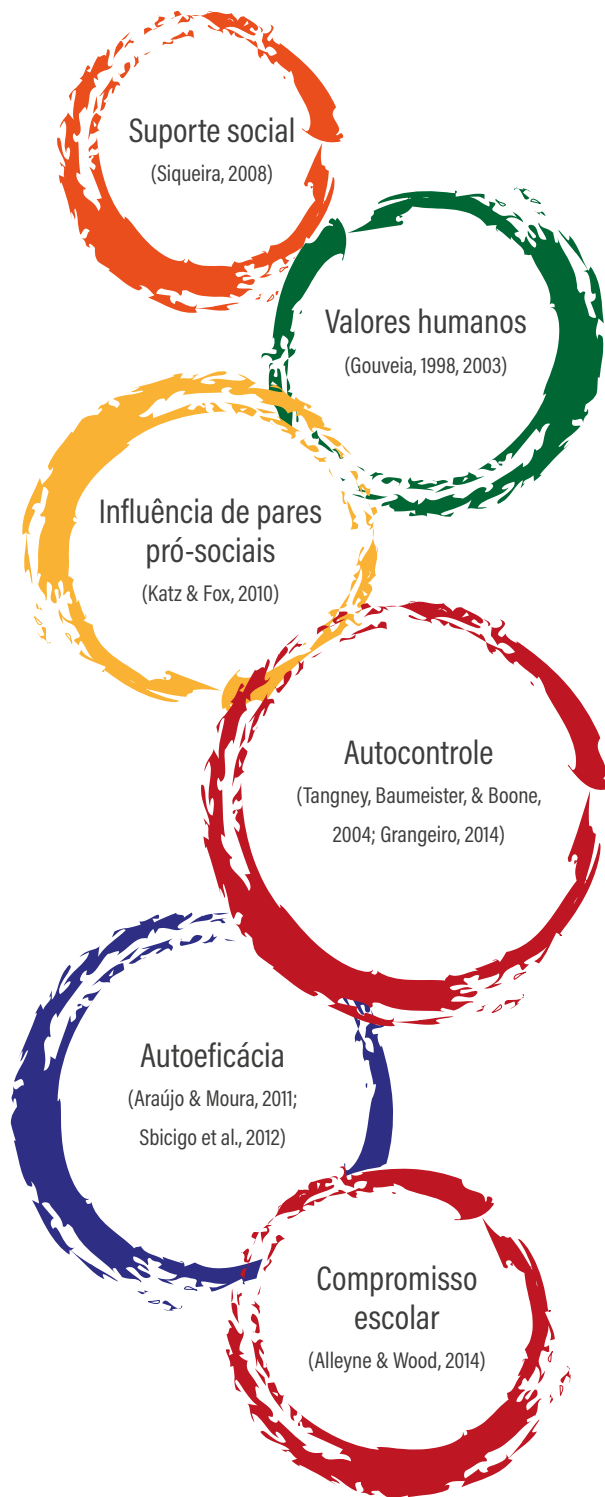 Suporte social
(Siqueira, 2008)
Valores humanos
(Gouveia, 1998, 2003)
Influência de pares
pró-sociais
(Katz & Fox, 2010)
Autocontrole
(Tangney, Baumeister, & Boone,
2004; Grangeiro, 2014)
Autoeficácia
(Araújo & Moura, 2011;
Sbicigo et al., 2012)
Compromisso
escolar
(Alleyne & Wood, 2014)